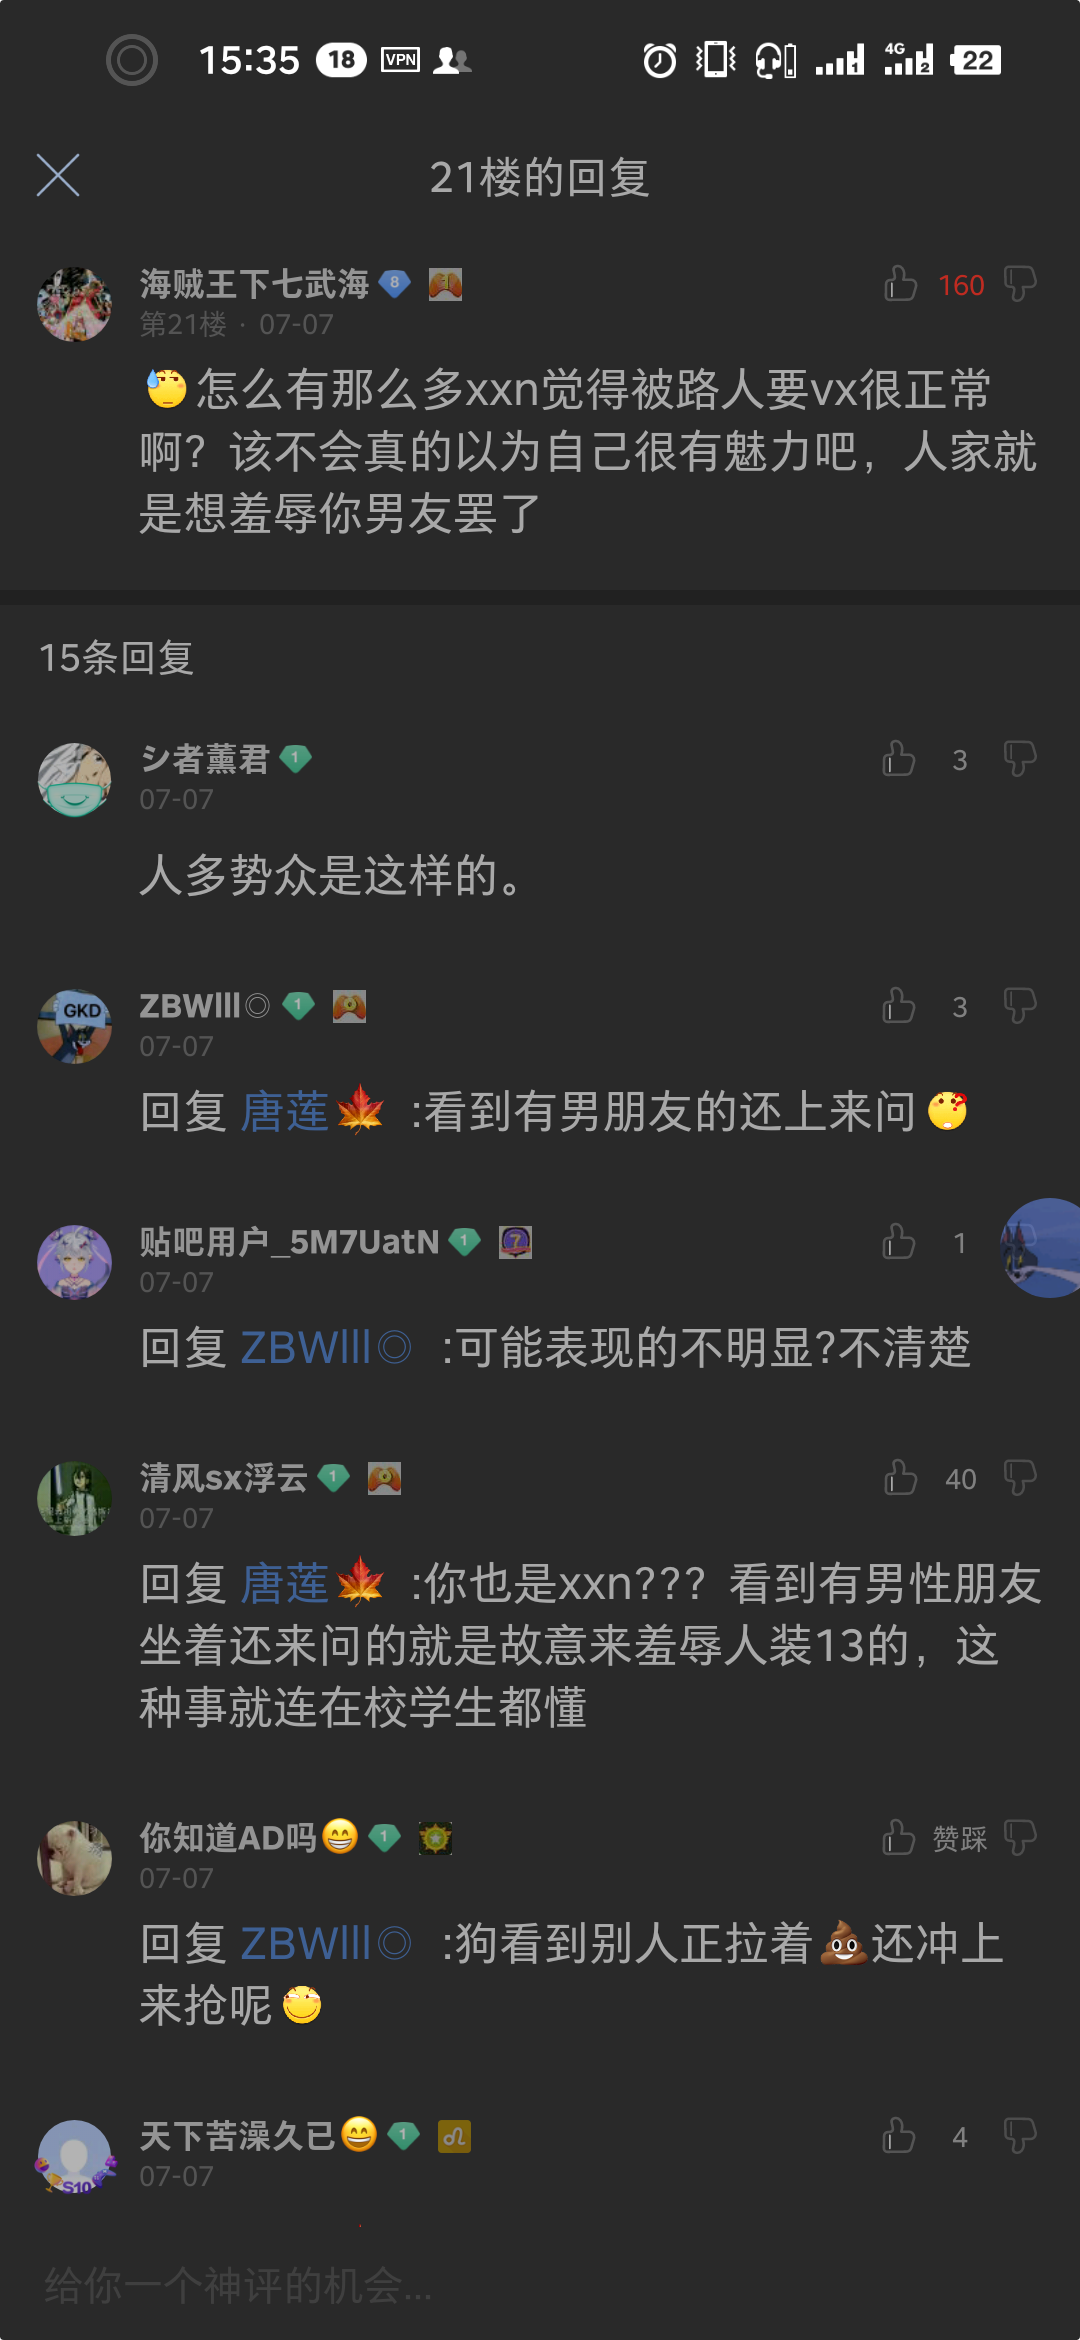 15:35 18 VPN 1 4G 2 22
21楼的回复
海贼王下七武海 8 160
第21楼 · 07-07
怎么有那么多xxn觉得被路人要vx很正常
啊？该不会真的以为自己很有魅力吧，人家就
是想羞辱你男友罢了
15条回复
シ者薰君 1 3
07-07
人多势众是这样的。
GKD
ZBWlll◎ 1 3
07-07
回复 唐莲🍁 :看到有男朋友的还上来问
贴吧用户_5M7UatN 1 7 1
07-07
回复 ZBWlll◎ :可能表现的不明显?不清楚
清风sx浮云 1 40
07-07
回复 唐莲🍁 :你也是xxn??? 看到有男性朋友
坐着还来问的就是故意来羞辱人装13的，这
种事就连在校学生都懂
你知道AD吗😁 1 赞踩
07-07
回复 ZBWlll◎ :狗看到别人正拉着💩还冲上
来抢呢
天下苦澡久已😄 1 ♌ 4
07-07
S10
给你一个神评的机会...